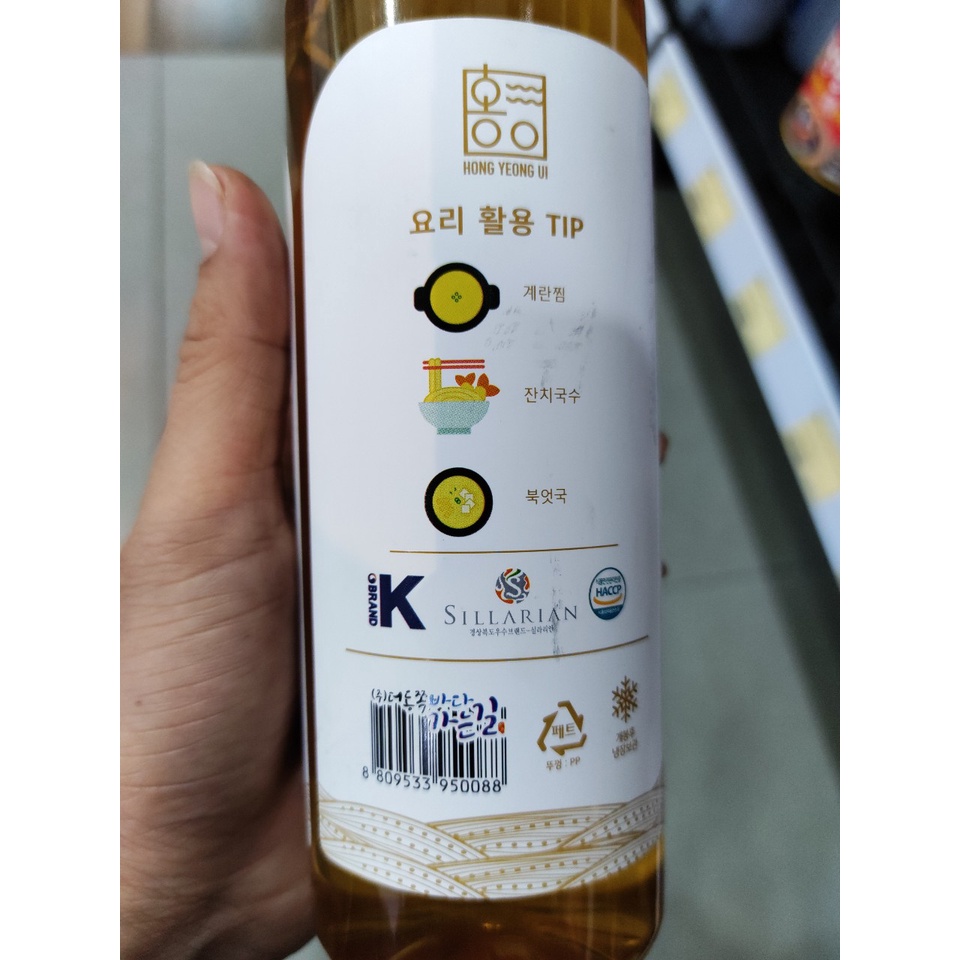 홍영의
HONG YEONG UI
요리 활용 TIP
계란찜
잔치국수
북엇국
K BRAND
SILLARIAN
경상북도우수브랜드-실라리안
HACCP
(주)더동쪽바다
가는길
8 809533 950088
페트
뚜껑 : PP
개봉후
냉장보관